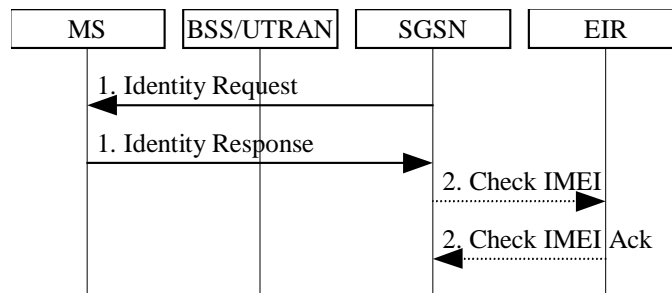 MS BSS/UTRAN SGSN EIR
1. Identity Request
1. Identity Response
2. Check IMEI
2. Check IMEI Ack